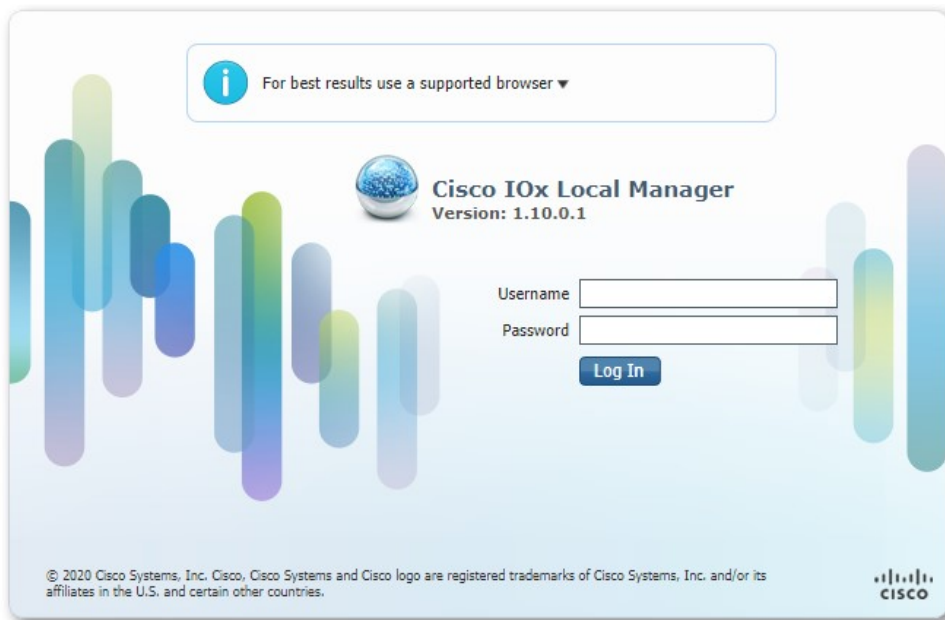 For best results use a supported browser ▼
Cisco IOx Local Manager
Version: 1.10.0.1
Username
Password
Log In
© 2020 Cisco Systems, Inc. Cisco, Cisco Systems and Cisco logo are registered trademarks of Cisco Systems, Inc. and/or its
affiliates in the U.S. and certain other countries.
CISCO